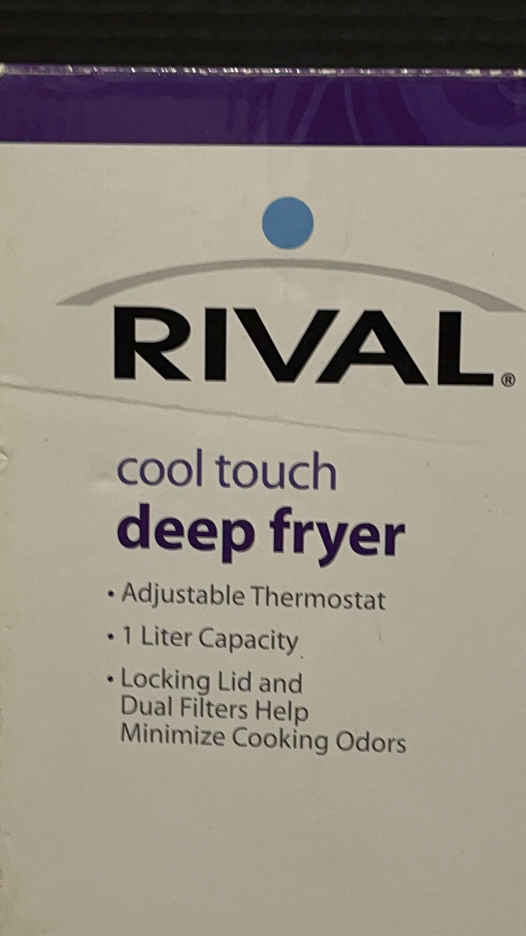 RIVAL®
cool touch
deep fryer
• Adjustable Thermostat
• 1 Liter Capacity
• Locking Lid and
Dual Filters Help
Minimize Cooking Odors